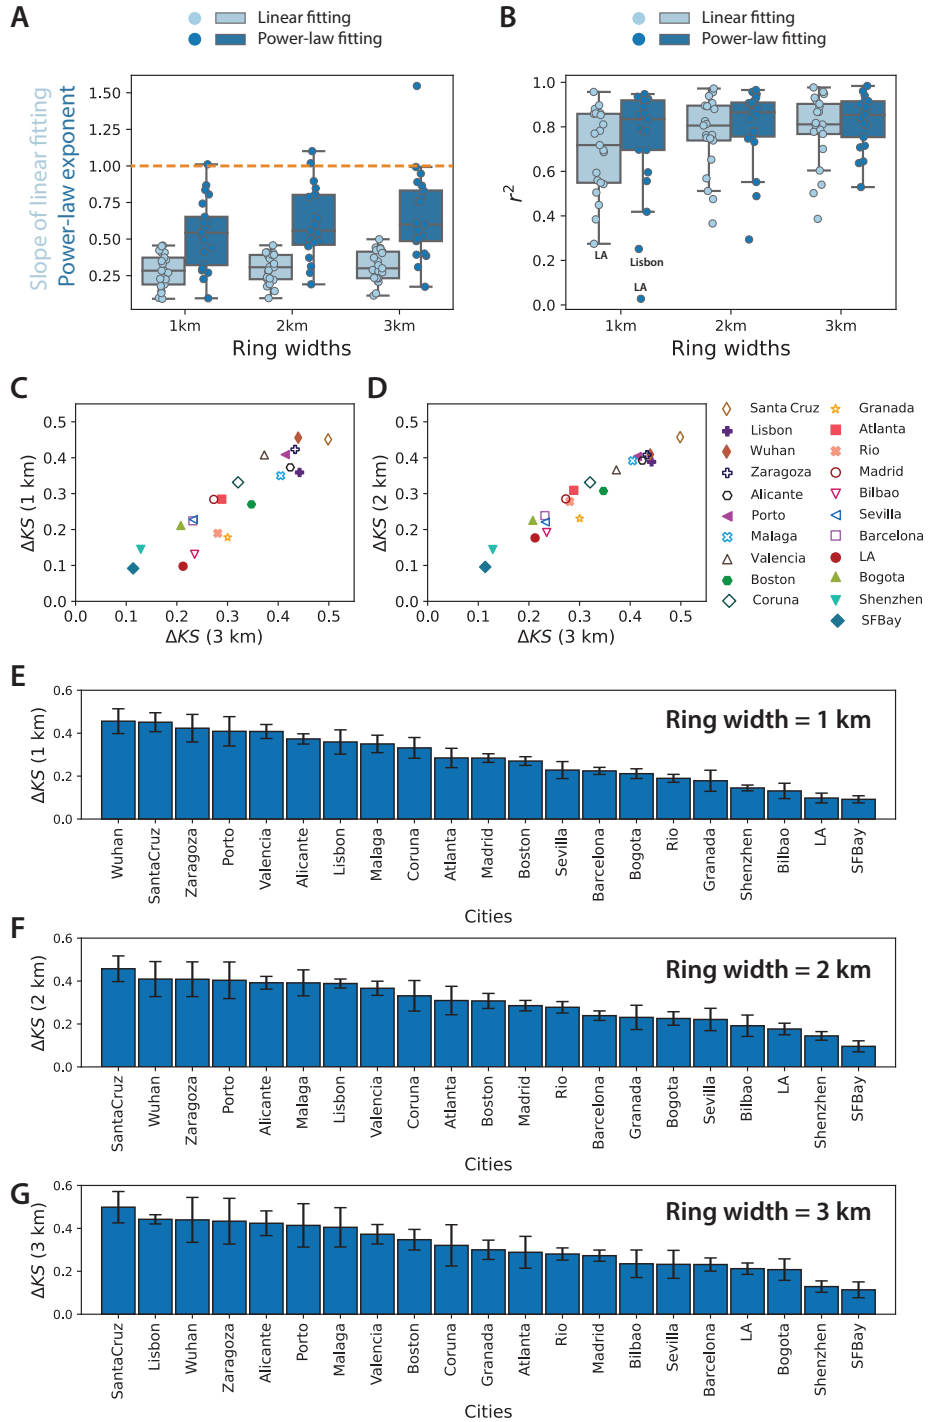 A
Linear fitting
Power-law fitting
Slope of linear fitting
Power-law exponent
1.50
1.25
1.00
0.75
0.50
0.25
1km
2km
3km
Ring widths
B
Linear fitting
Power-law fitting
r²
1.0
0.8
0.6
0.4
0.2
0.0
LA
Lisbon
LA
1km
2km
3km
Ring widths
C
ΔKS (1 km)
0.5
0.4
0.3
0.2
0.1
0.0
0.0
0.1
0.2
0.3
0.4
0.5
ΔKS (3 km)
D
ΔKS (2 km)
0.5
0.4
0.3
0.2
0.1
0.0
0.0
0.1
0.2
0.3
0.4
0.5
ΔKS (3 km)
Santa Cruz
Lisbon
Wuhan
Zaragoza
Alicante
Porto
Malaga
Valencia
Boston
Coruna
Granada
Atlanta
Rio
Madrid
Bilbao
Sevilla
Barcelona
LA
Bogota
Shenzhen
SFBay
E
ΔKS (1 km)
0.6
0.4
0.2
0.0
Ring width = 1 km
Wuhan
SantaCruz
Zaragoza
Porto
Valencia
Alicante
Lisbon
Malaga
Coruna
Atlanta
Madrid
Boston
Sevilla
Barcelona
Bogota
Rio
Granada
Shenzhen
Bilbao
LA
SFBay
Cities
F
ΔKS (2 km)
0.6
0.4
0.2
0.0
Ring width = 2 km
SantaCruz
Wuhan
Zaragoza
Porto
Alicante
Malaga
Lisbon
Valencia
Coruna
Atlanta
Boston
Madrid
Rio
Barcelona
Granada
Bogota
Sevilla
Bilbao
LA
Shenzhen
SFBay
Cities
G
ΔKS (3 km)
0.6
0.4
0.2
0.0
Ring width = 3 km
SantaCruz
Lisbon
Wuhan
Zaragoza
Alicante
Porto
Malaga
Valencia
Boston
Coruna
Granada
Atlanta
Rio
Madrid
Bilbao
Sevilla
Barcelona
LA
Bogota
Shenzhen
SFBay
Cities